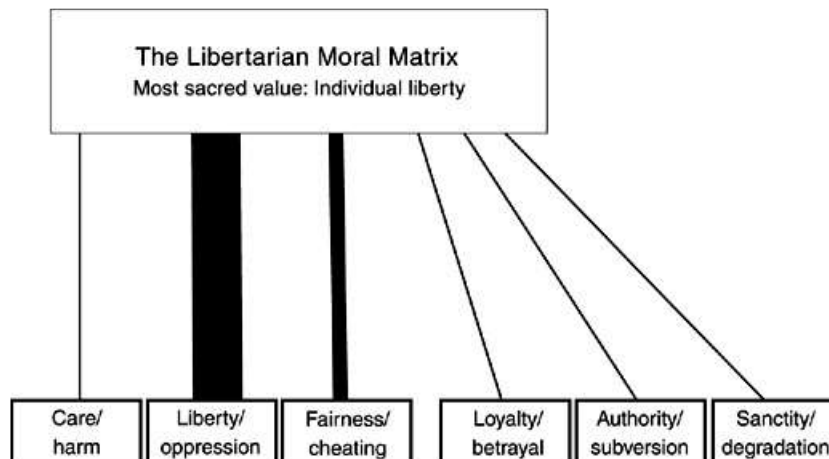 The Libertarian Moral Matrix
Most sacred value: Individual liberty
Care/
harm
Liberty/
oppression
Fairness/
cheating
Loyalty/
betrayal
Authority/
subversion
Sanctity/
degradation